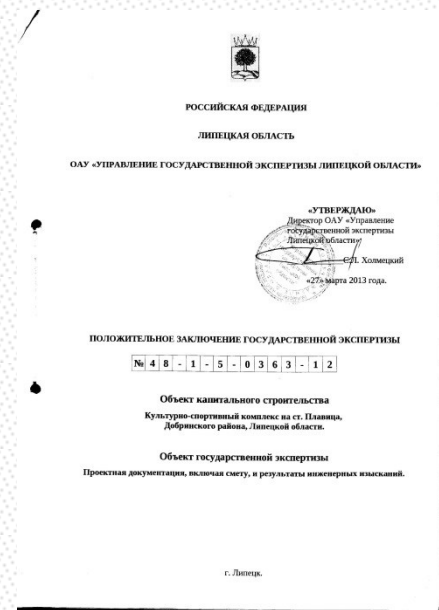 РОССИЙСКАЯ ФЕДЕРАЦИЯ
ЛИПЕЦКАЯ ОБЛАСТЬ
ОАУ «УПРАВЛЕНИЕ ГОСУДАРСТВЕННОЙ ЭКСПЕРТИЗЫ ЛИПЕЦКОЙ ОБЛАСТИ»
«УТВЕРЖДАЮ»
Директор ОАУ «Управление
государственной экспертизы
Липецкой области»
С.Л. Холмецкий
«27» марта 2013 года.
ПОЛОЖИТЕЛЬНОЕ ЗАКЛЮЧЕНИЕ ГОСУДАРСТВЕННОЙ ЭКСПЕРТИЗЫ
№ 4 8 - 1 - 5 - 0 3 6 3 - 1 2
Объект капитального строительства
Культурно-спортивный комплекс на ст. Плавица,
Добринского района, Липецкой области.
Объект государственной экспертизы
Проектная документация, включая смету, и результаты инженерных изысканий.
г. Липецк.